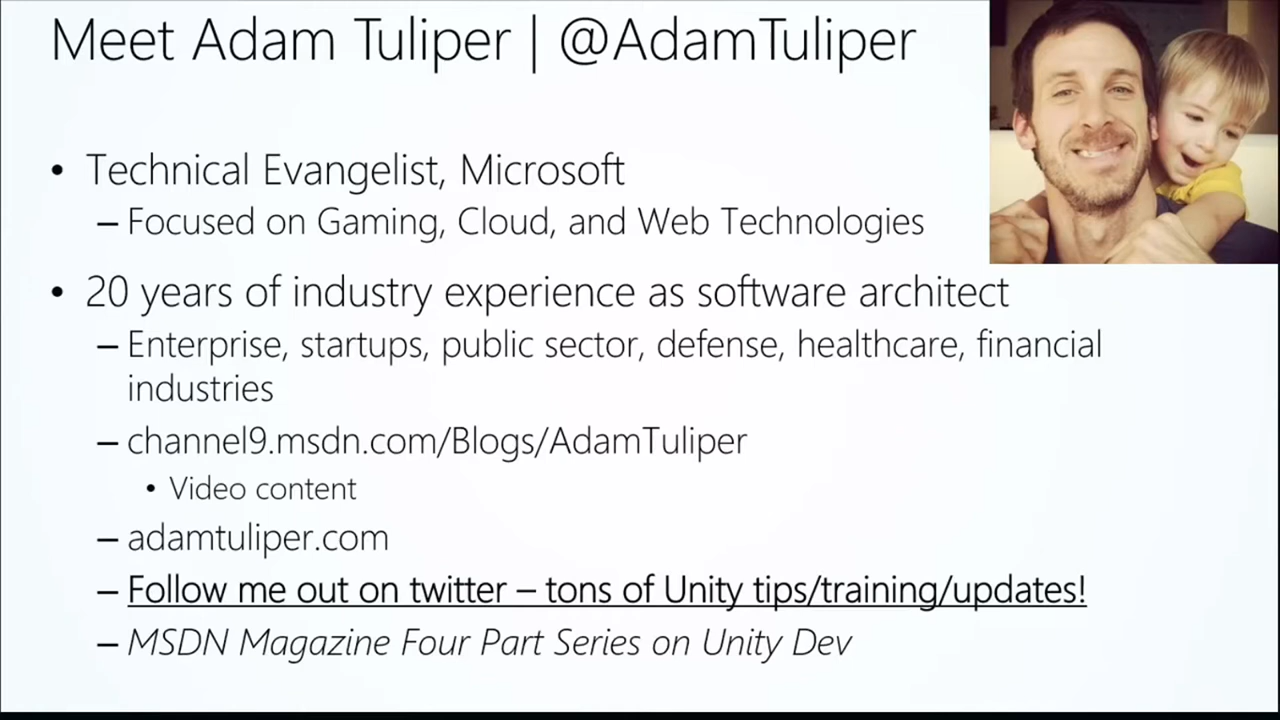 Meet Adam Tuliper | @AdamTuliper
• Technical Evangelist, Microsoft
– Focused on Gaming, Cloud, and Web Technologies
• 20 years of industry experience as software architect
– Enterprise, startups, public sector, defense, healthcare, financial
industries
– channel9.msdn.com/Blogs/AdamTuliper
• Video content
– adamtuliper.com
– Follow me out on twitter – tons of Unity tips/training/updates!
– MSDN Magazine Four Part Series on Unity Dev